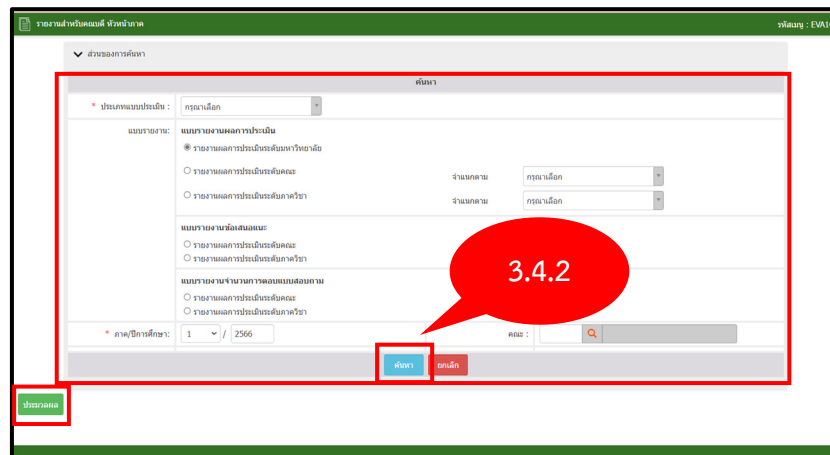 รายงานสำหรับคณบดี หัวหน้าภาค
รหัสเมนู : EVA1
ส่วนของการค้นหา
ค้นหา
* ประเภทแบบประเมิน : กรุณาเลือก
แบบรายงาน: แบบรายงานผลการประเมิน
รายงานผลการประเมินระดับมหาวิทยาลัย
รายงานผลการประเมินระดับคณะ จำแนกตาม กรุณาเลือก
รายงานผลการประเมินระดับภาควิชา จำแนกตาม กรุณาเลือก
แบบรายงานข้อเสนอแนะ
รายงานผลการประเมินระดับคณะ
รายงานผลการประเมินระดับภาควิชา
3.4.2
แบบรายงานจำนวนการตอบแบบสอบถาม
รายงานผลการประเมินระดับคณะ
รายงานผลการประเมินระดับภาควิชา
* ภาค/ปีการศึกษา: 1 / 2566 คณะ :
ค้นหา ยกเลิก
ประมวลผล